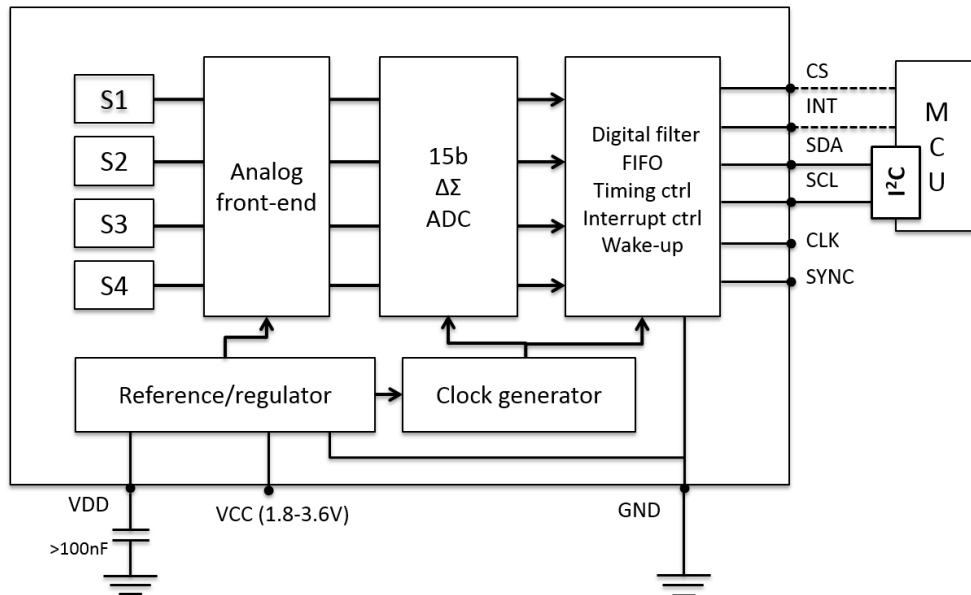 S1
S2
S3
S4
Analog
front-end
15b
ΔΣ
ADC
Digital filter
FIFO
Timing ctrl
Interrupt ctrl
Wake-up
CS
INT
SDA
SCL
CLK
SYNC
I²C
M
C
U
Reference/regulator
Clock generator
VDD
VCC (1.8-3.6V)
GND
>100nF